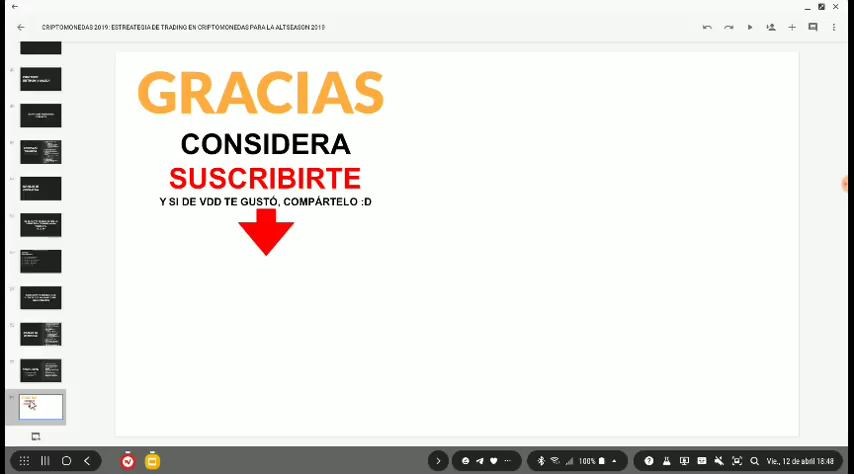 CRIPTOMONEDAS 2019: ESTREATEGIA DE TRADING EN CRIPTOMONEDAS PARA LA ALTSEASON 2019
GRACIAS
CONSIDERA
SUSCRIBIRTE
Y SI DE VDD TE GUSTÓ, COMPÁRTELO :D
100%
Vie., 12 de abril 18:48